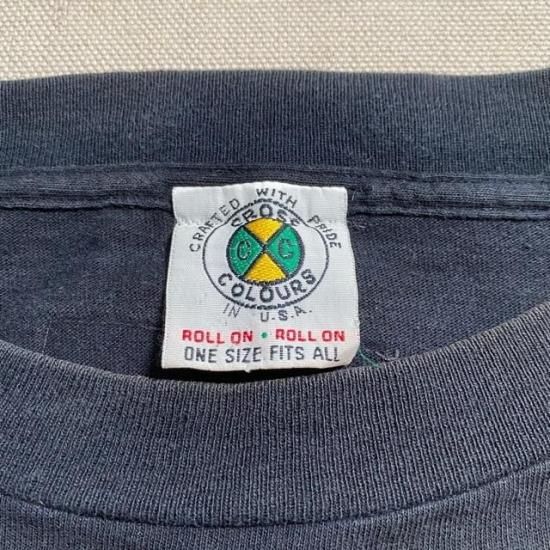 CRAFTED WITH PRIDE
CROSS
C C
COLOURS
IN U.S.A.
ROLL ON • ROLL ON
ONE SIZE FITS ALL